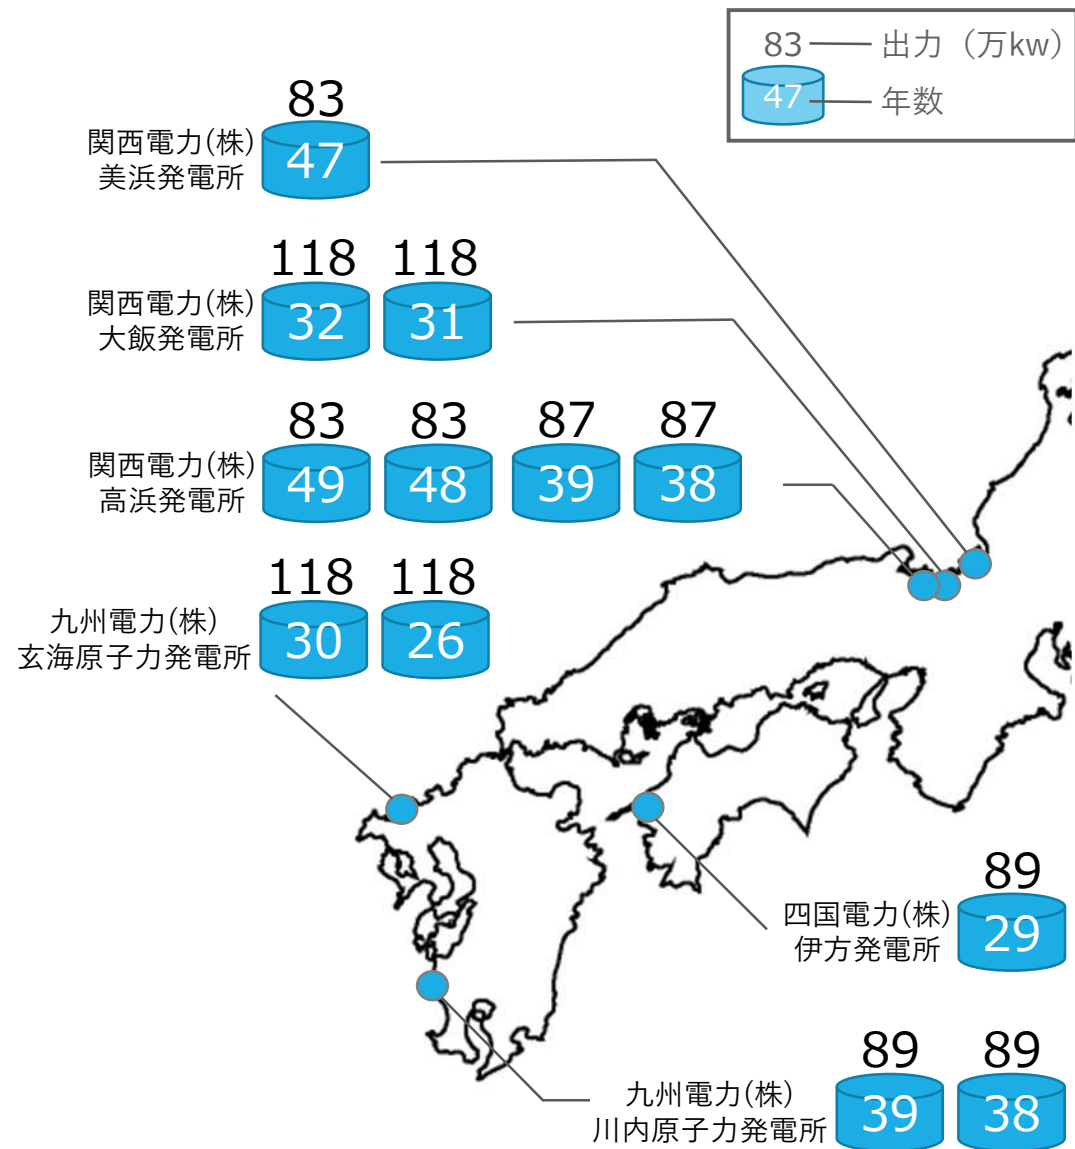 83 出力（万kw）
47 年数
83
関西電力(株)
美浜発電所
47
118 118
関西電力(株)
大飯発電所
32 31
83 83 87 87
関西電力(株)
高浜発電所
49 48 39 38
118 118
九州電力(株)
玄海原子力発電所
30 26
89
四国電力(株)
伊方発電所
29
89 89
九州電力(株)
川内原子力発電所
39 38